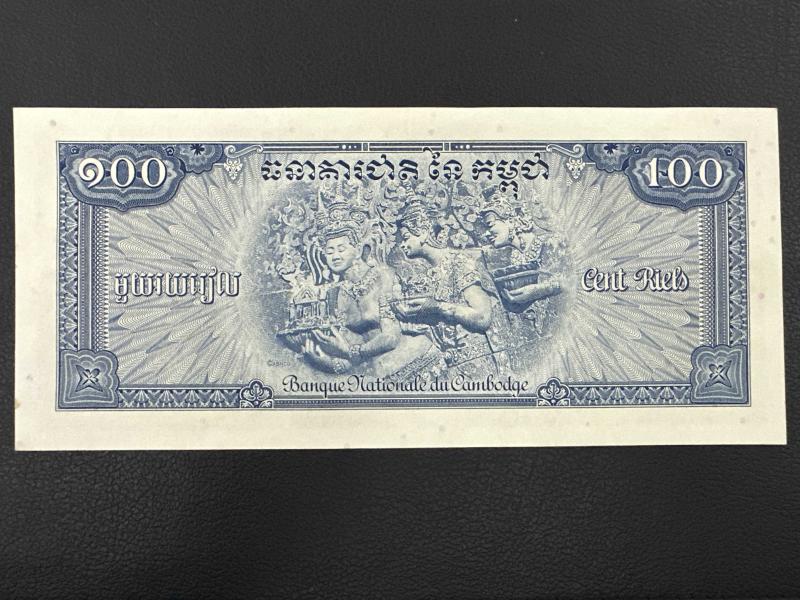 ១០០
ធនាគារជាតិ នៃ កម្ពុជា
100
មួយរយរៀល
Cent Riels
Banque Nationale du Cambodge